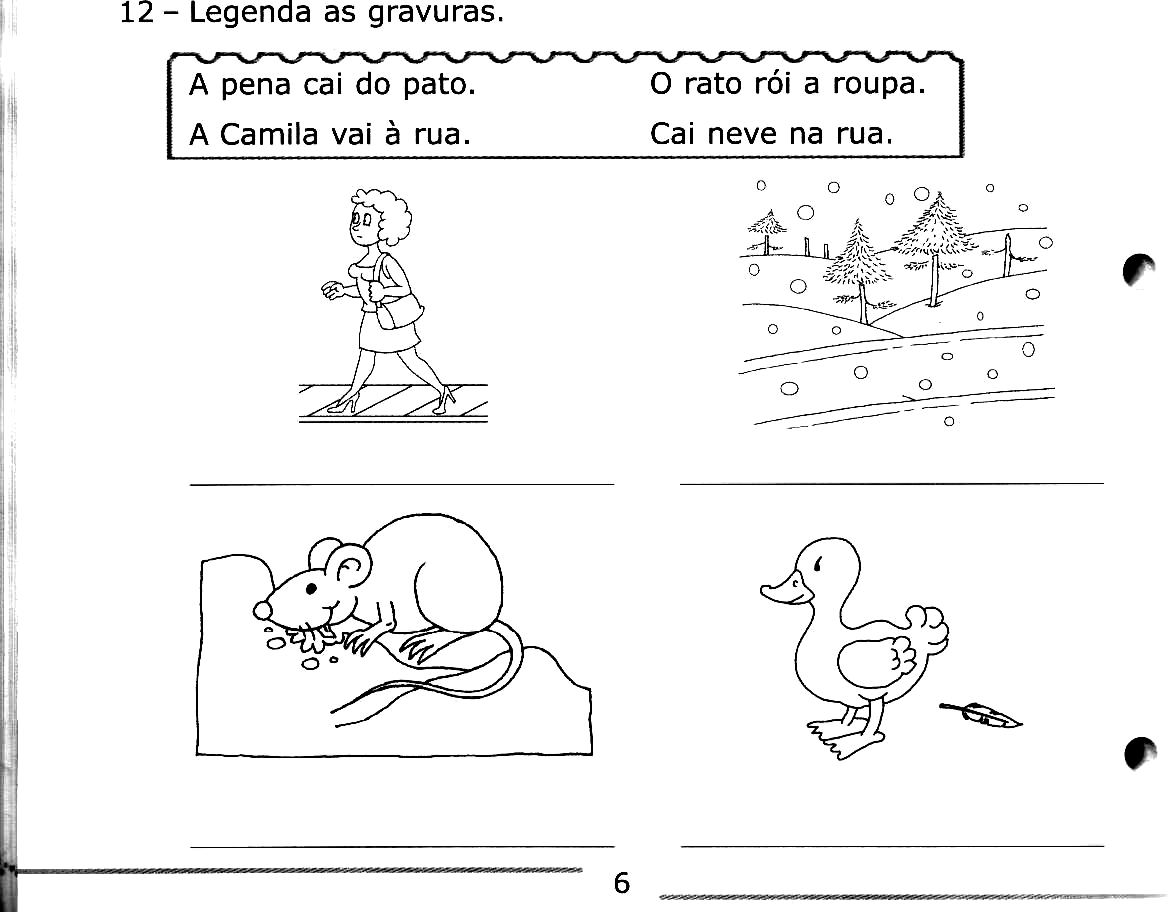 12 – Legenda as gravuras.
A pena cai do pato. O rato rói a roupa.
A Camila vai à rua. Cai neve na rua.
6